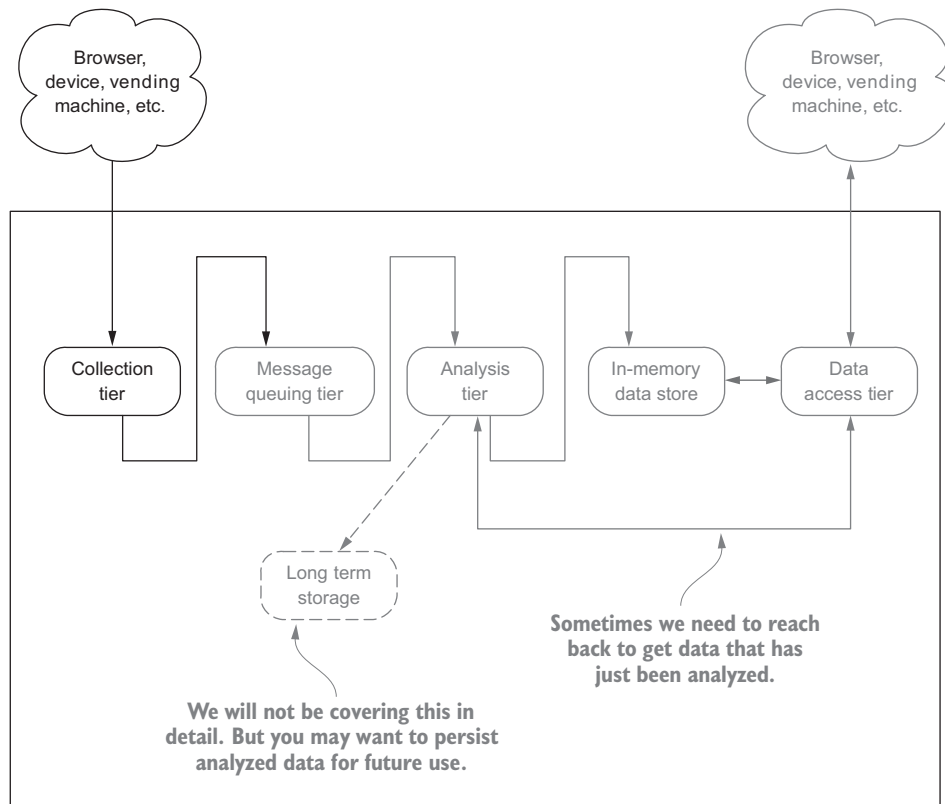 Browser,
device, vending
machine, etc.
Browser,
device, vending
machine, etc.
Collection
tier
Message
queuing tier
Analysis
tier
In-memory
data store
Data
access tier
Long term
storage
Sometimes we need to reach
back to get data that has
just been analyzed.
We will not be covering this in
detail. But you may want to persist
analyzed data for future use.